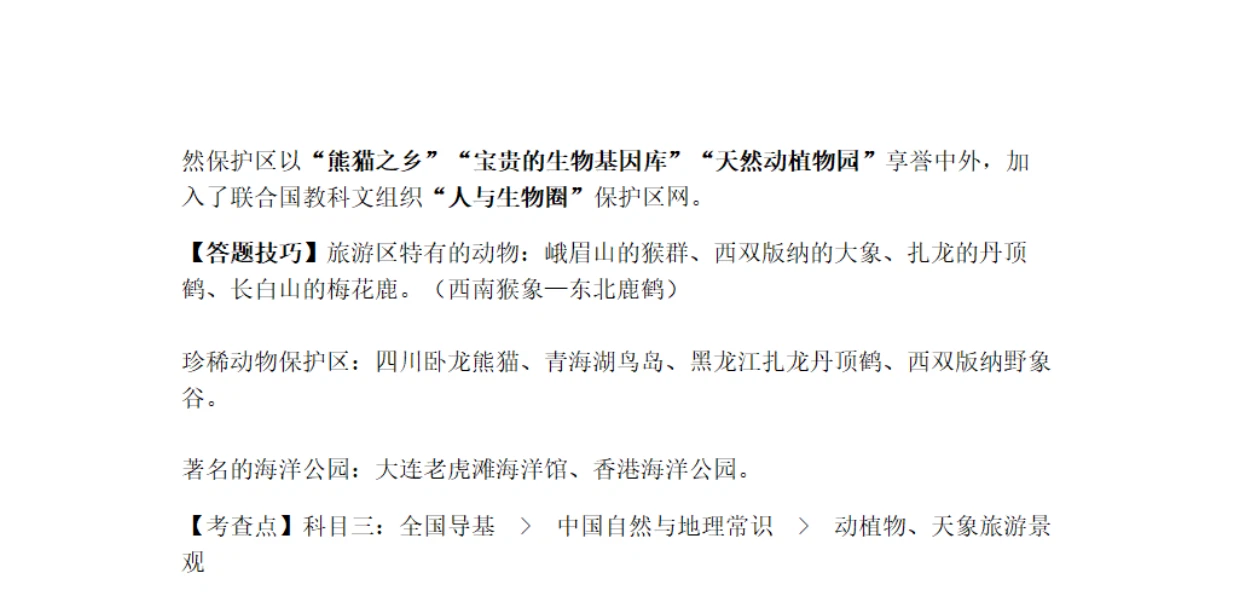 然保护区以“熊猫之乡”“宝贵的生物基因库”“天然动植物园”享誉中外，加
入了联合国教科文组织“人与生物圈”保护区网。
【答题技巧】旅游区特有的动物：峨眉山的猴群、西双版纳的大象、扎龙的丹顶
鹤、长白山的梅花鹿。（西南猴象—东北鹿鹤）
珍稀动物保护区：四川卧龙熊猫、青海湖鸟岛、黑龙江扎龙丹顶鹤、西双版纳野象
谷。
著名的海洋公园：大连老虎滩海洋馆、香港海洋公园。
【考查点】科目三：全国导基 > 中国自然与地理常识 > 动植物、天象旅游景
观